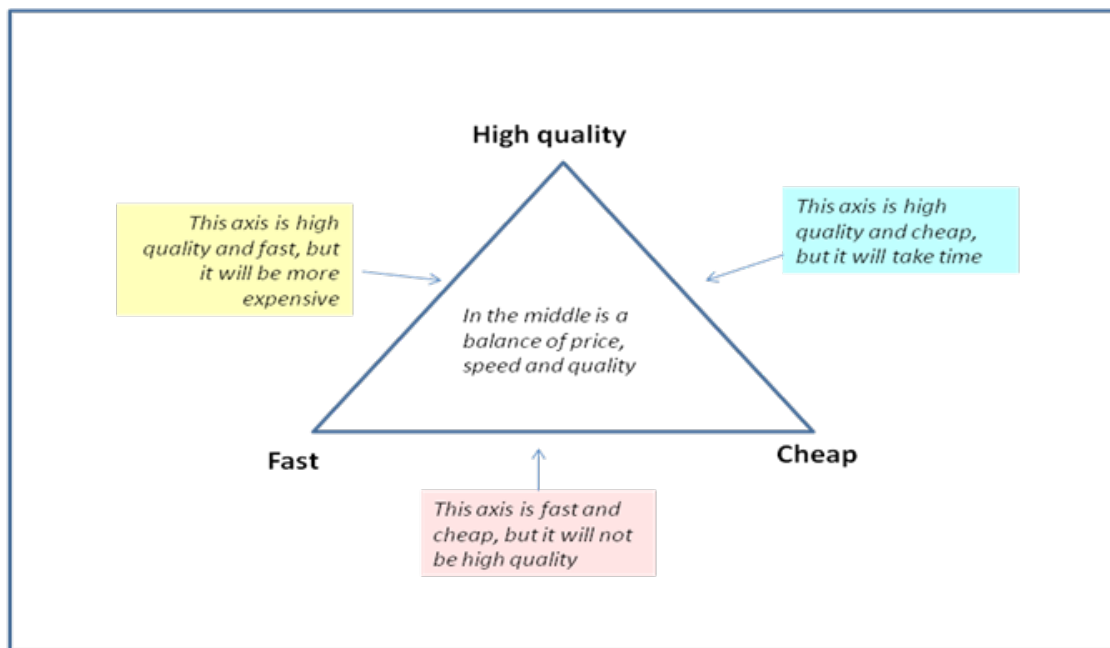 High quality
This axis is high
quality and fast, but
it will be more
expensive
This axis is high
quality and cheap,
but it will take time
In the middle is a
balance of price,
speed and quality
Fast
Cheap
This axis is fast and
cheap, but it will not
be high quality